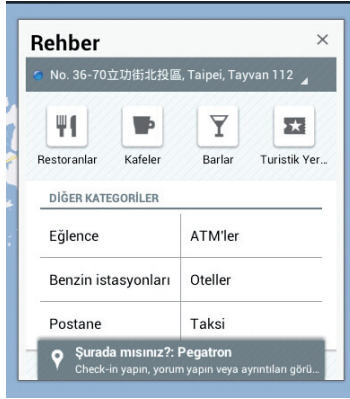 Rehber
No. 36-70立功街北投區, Taipei, Tayvan 112
Restoranlar Kafeler Barlar Turistik Yer...
DİĞER KATEGORİLER
Eğlence ATM'ler
Benzin istasyonları Oteller
Postane Taksi
Şurada mısınız?: Pegatron
Check-in yapın, yorum yapın veya ayrıntıları görü...